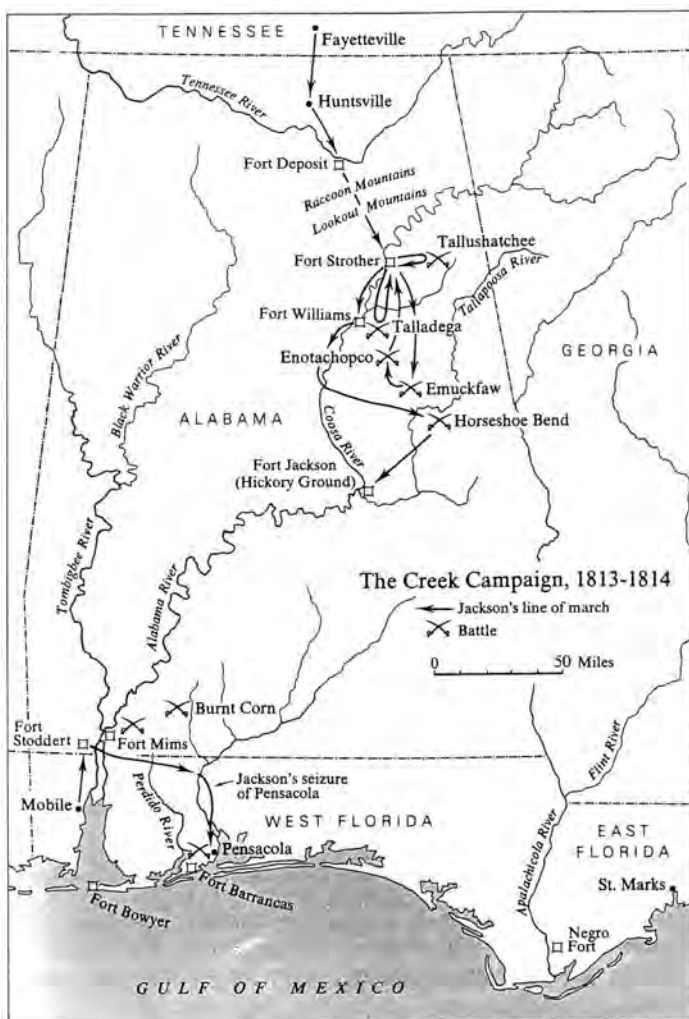 TENNESSEE
Fayetteville
Tennessee River
Huntsville
Fort Deposit
Raccoon Mountains
Lookout Mountains
Tallushatchee
Fort Strother
Tallapoosa River
Fort Williams
Talladega
Enotachopco
GEORGIA
Emuckfaw
Black Warrior River
ALABAMA
Horseshoe Bend
Coosa River
Fort Jackson
(Hickory Ground)
Tombigbee River
Alabama River
The Creek Campaign, 1813-1814
Jackson's line of march
Battle
0 50 Miles
Burnt Corn
Fort
Stoddert
Fort Mims
Flint River
Jackson's seizure
of Pensacola
Mobile
Perdido River
WEST FLORIDA
Apalachicola River
EAST
FLORIDA
Pensacola
Fort Barrancas
St. Marks
Fort Bowyer
Negro
Fort
GULF OF MEXICO